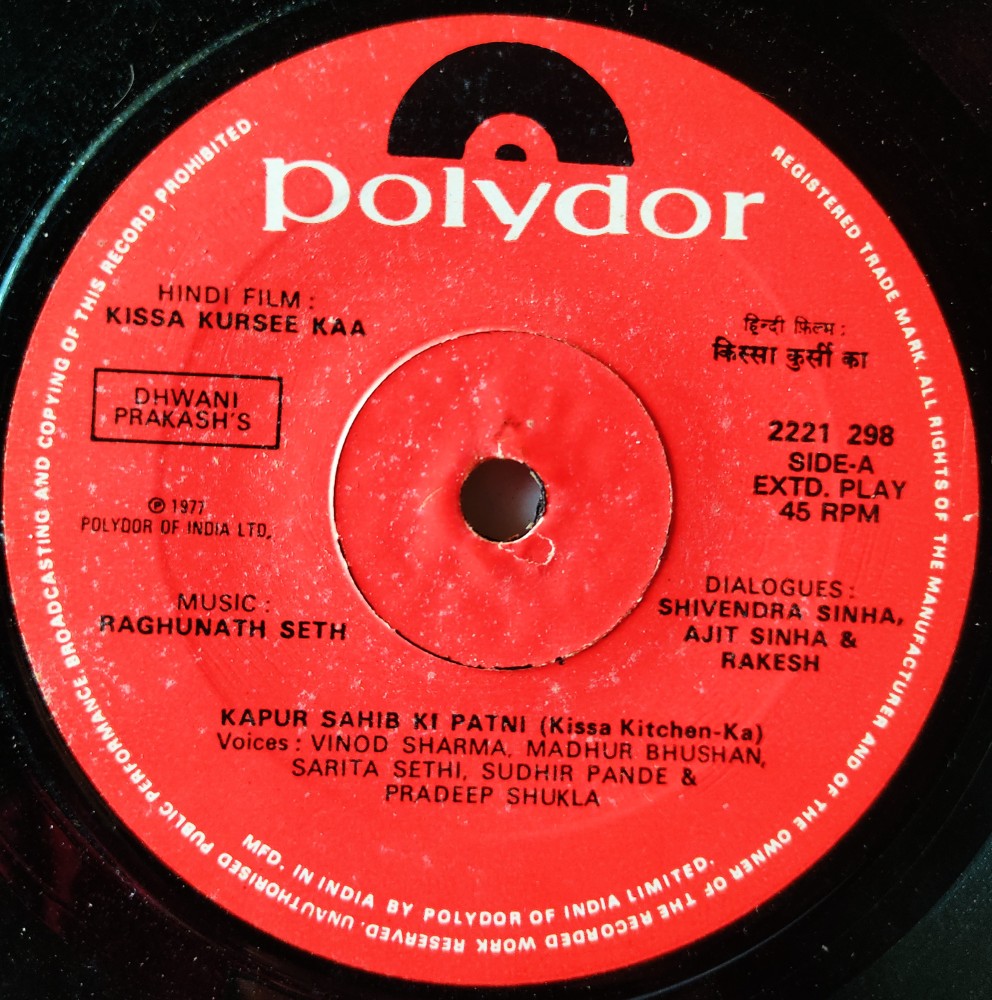 polydor
REGISTERED TRADE MARK. ALL RIGHTS OF THE MANUFACTURER AND OF THE OWNER OF THE RECORDED WORK RESERVED. UNAUTHORISED PUBLIC PERFORMANCE. BROADCASTING AND COPYING OF THIS RECORD PROHIBITED.
HINDI FILM :
KISSA KURSEE KAA
हिन्दी फ़िल्म :
किस्सा कुर्सी का
DHWANI
PRAKASH'S
2221 298
SIDE-A
EXTD. PLAY
45 RPM
℗ 1977
POLYDOR OF INDIA LTD.
MUSIC :
RAGHUNATH SETH
DIALOGUES :
SHIVENDRA SINHA,
AJIT SINHA &
RAKESH
KAPUR SAHIB KI PATNI (Kissa Kitchen-Ka)
Voices : VINOD SHARMA, MADHUR BHUSHAN,
SARITA SETHI, SUDHIR PANDE &
PRADEEP SHUKLA
MFD. IN INDIA BY POLYDOR OF INDIA LIMITED.